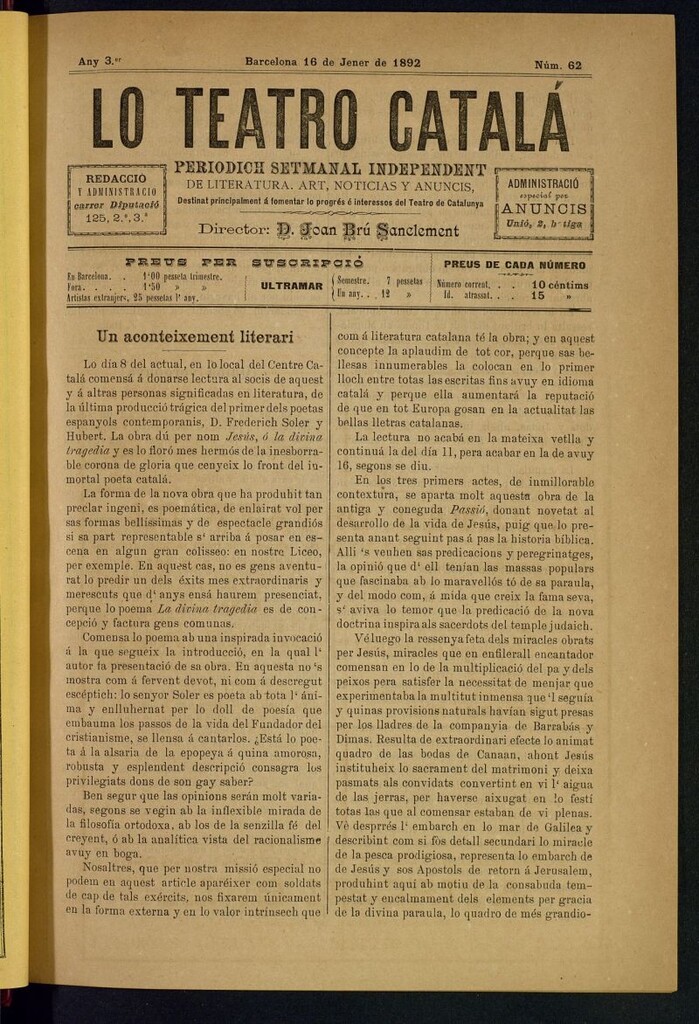 Any 3.er
Barcelona 16 de Jener de 1892
Núm. 62
LO TEATRO CATALÁ
REDACCIÓ
Y ADMINISTRACIO
carrer Diputació
125, 2.º, 3.ª
PERIODICH SETMANAL INDEPENDENT
DE LITERATURA, ART, NOTICIAS Y ANUNCIS,
Destinat principalment á fomentar lo progrés é interessos del Teatro de Catalunya
Director: D. Joan Brú Sanclement
ADMINISTRACIÓ
especial per
ANUNCIS
Unió, 2, botiga
PREUS PER SUSCRIPCIÓ
En Barcelona. . 1'00 pesseta trimestre.
Fora. . . . 1'50 » »
Artistas extranjers, 25 pessetas l' any.
ULTRAMAR
Semestre. 7 pessetas
Un any. . . 12 »
PREUS DE CADA NÚMERO
Número corrent. . . 10 céntims
Id. atrassat. . . 15 »
Un aconteixement literari
Lo día 8 del actual, en lo local del Centre Ca-
talá comensá á donarse lectura al socis de aquest
y á altras personas significadas en literatura, de
la última producció trágica del primer dels poetas
espanyols contemporanis, D. Frederich Soler y
Hubert. La obra dú per nom Jesús, ó la divina
tragedia y es lo floró mes hermós de la inesborra-
ble corona de gloria que cenyeix lo front del in-
mortal poeta catalá.
La forma de la nova obra que ha produhit tan
preclar ingeni, es poemática, de enlairat vol per
sas formas bellíssimas y de espectacle grandiós
si sa part representable s' arriba á posar en es-
cena en algun gran colisseo: en nostre Liceo,
per exemple. En aquest cas, no es gens aventu-
rat lo predir un dels éxits mes extraordinaris y
merescuts que d' anys ensá haurem presenciat,
perque lo poema La divina tragedia es de con-
cepció y factura gens comunas.
Comensa lo poema ab una inspirada invocació
á la que segueix la introducció, en la qual l'
autor fa presentació de sa obra. En aquesta no 's
mostra com á fervent devot, ni com á descregut
escéptich: lo senyor Soler es poeta ab tota l' áni-
ma y enlluhernat per lo doll de poesía que
embauma los passos de la vida del Fundador del
cristianisme, se llensa á cantarlos. ¿Está lo poe-
ta á la alsaria de la epopeya á quina amorosa,
robusta y esplendent descripció consagra los
privilegiats dons de son gay saber?
Ben segur que las opinions serán molt varia-
das, segons se vegin ab la inflexible mirada de
la filosofía ortodoxa, ab los de la senzilla fé del
creyent, ó ab la analítica vista del racionalisme
avuy en boga.
Nosaltres, que per nostra missió especial no
podem en aquest article aparéixer com soldats
de cap de tals exércits, nos fixarem únicament
en la forma externa y en lo valor intrínsech que
com á literatura catalana té la obra; y en aquest
concepte la aplaudim de tot cor, perque sas be-
llesas innumerables la colocan en lo primer
lloch entre totas las escritas fins avuy en idioma
catalá y perque ella aumentará la reputació
de que en tot Europa gosan en la actualitat las
bellas lletras catalanas.
La lectura no acabá en la mateixa vetlla y
continuá la del día 11, pera acabar en la de avuy
16, segons se diu.
En los tres primers actes, de inmillorable
contextura, se aparta molt aquesta obra de la
antiga y coneguda Passió, donant novetat al
desarrollo de la vida de Jesús, puig que lo pre-
senta anant seguint pas á pas la historia bíblica.
Alli 's veuhen sas predicacions y peregrinatges,
la opinió que d' ell tenían las massas populars
que fascinaba ab lo maravellós tó de sa paraula,
y del modo com, á mida que creix la fama seva,
s' aviva lo temor que la predicació de la nova
doctrina inspira als sacerdots del temple judaich.
Vé luego la ressenya feta dels miracles obrats
per Jesús, miracles que en enfilerall encantador
comensan en lo de la multiplicació del pa y dels
peixos pera satisfer la necessitat de menjar que
experimentaba la multitut inmensa que 'l seguía
y quinas provisions naturals havían sigut presas
per los lladres de la companyía de Barrabás y
Dimas. Resulta de extraordinari efecte lo animat
quadro de las bodas de Canaan, ahont Jesús
instituheix lo sacrament del matrimoni y deixa
pasmats als convidats convertint en vi l' aigua
de las jerras, per haverse aixugat en lo festí
totas las que al comensar estaban de vi plenas.
Vé desprrés l' embarch en lo mar de Galilea y
describint com si fos detall secundari lo miracle
de la pesca prodigiosa, representa lo embarch de
de Jesús y sos Apostols de retorn á Jerusalem,
produhint aquí ab motiu de la consabuda tem-
pestat y encalmament dels elements per gracia
de la divina paraula, lo quadro de més grandio-